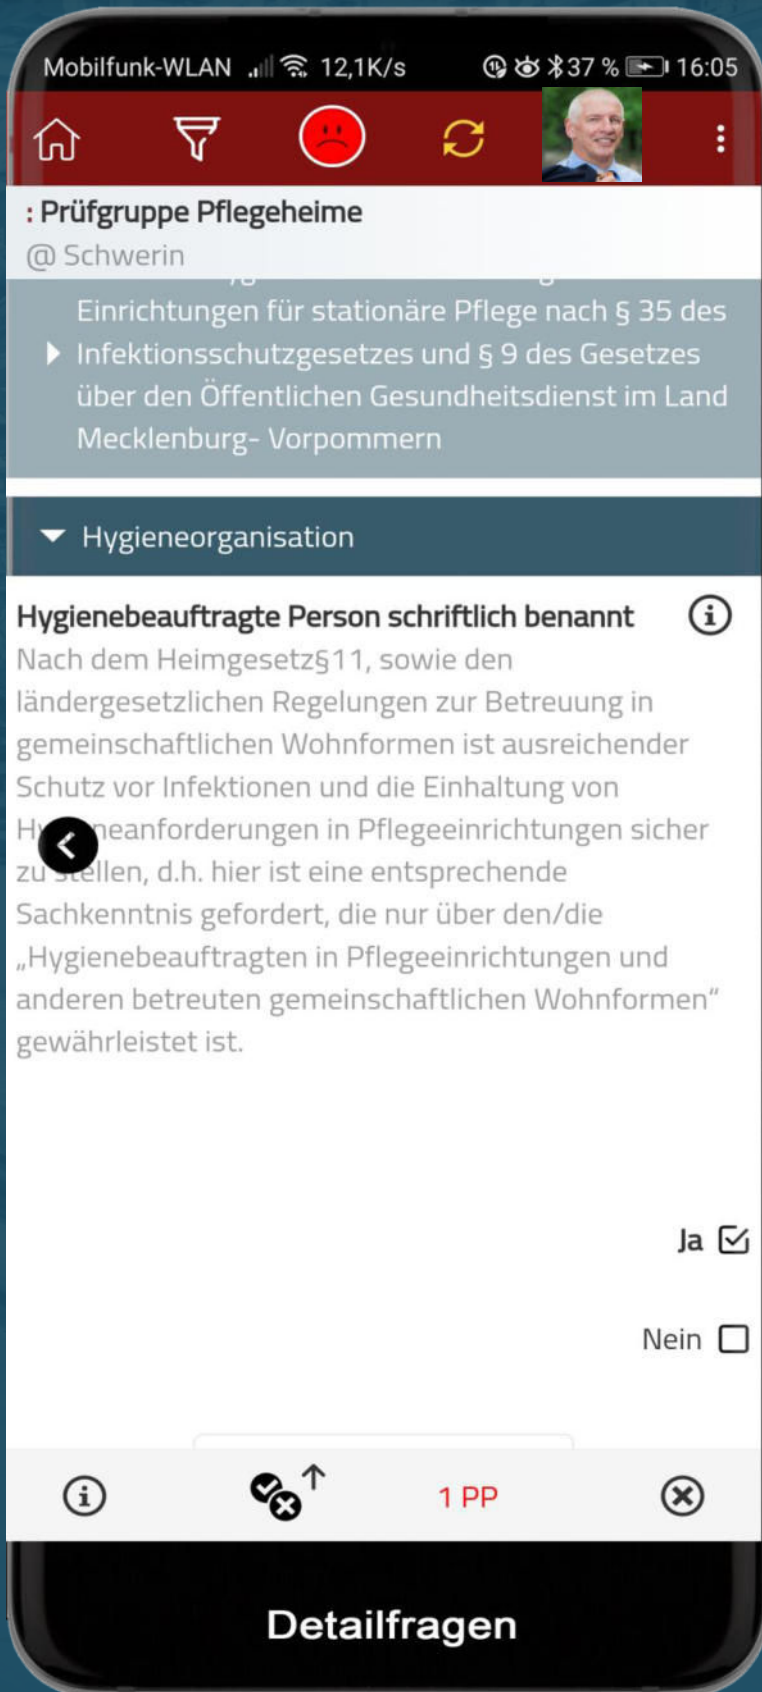 Mobilfunk-WLAN 12,1K/s 37 % 16:05
: Prüfgruppe Pflegeheime
@ Schwerin
Einrichtungen für stationäre Pflege nach § 35 des
Infektionsschutzgesetzes und § 9 des Gesetzes
über den Öffentlichen Gesundheitsdienst im Land
Mecklenburg- Vorpommern
Hygieneorganisation
Hygienebeauftragte Person schriftlich benannt
Nach dem Heimgesetz§11, sowie den
ländergesetzlichen Regelungen zur Betreuung in
gemeinschaftlichen Wohnformen ist ausreichender
Schutz vor Infektionen und die Einhaltung von
neanforderungen in Pflegeeinrichtungen sicher
zu stellen, d.h. hier ist eine entsprechende
Sachkenntnis gefordert, die nur über den/die
„Hygienebeauftragten in Pflegeeinrichtungen und
anderen betreuten gemeinschaftlichen Wohnformen“
gewährleistet ist.
Ja
Nein
1 PP
Detailfragen